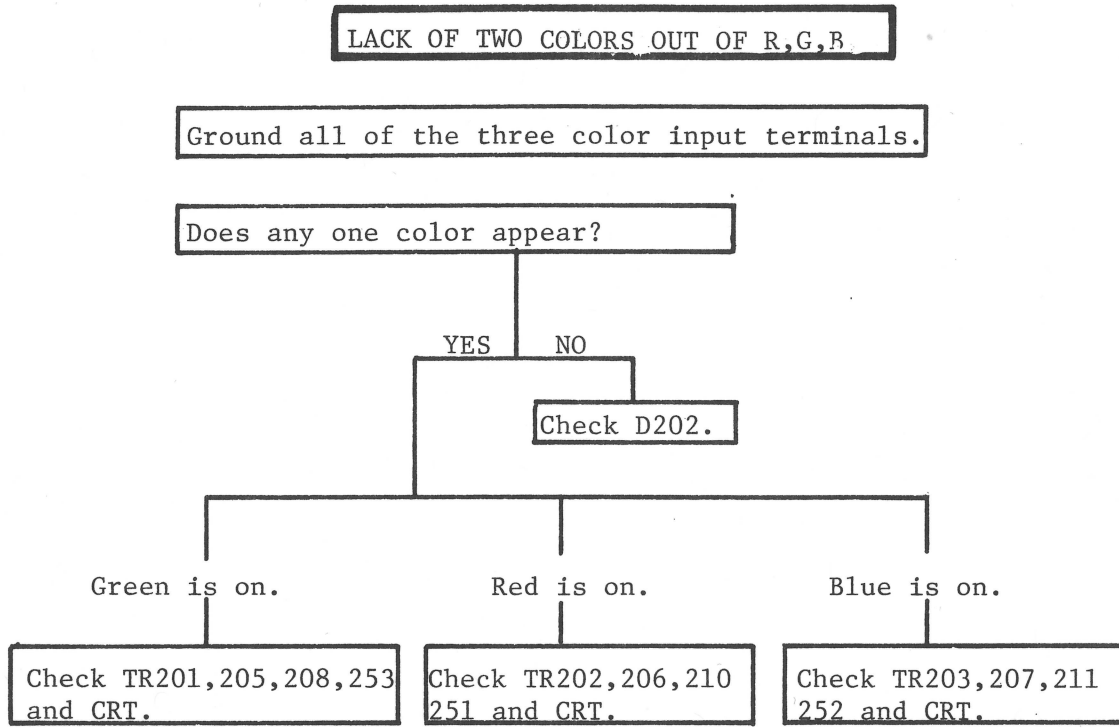 LACK OF TWO COLORS OUT OF R,G,B
Ground all of the three color input terminals.
Does any one color appear?
YES NO
Check D202.
Green is on. Red is on. Blue is on.
Check TR201,205,208,253
and CRT.
Check TR202,206,210
251 and CRT.
Check TR203,207,211
252 and CRT.